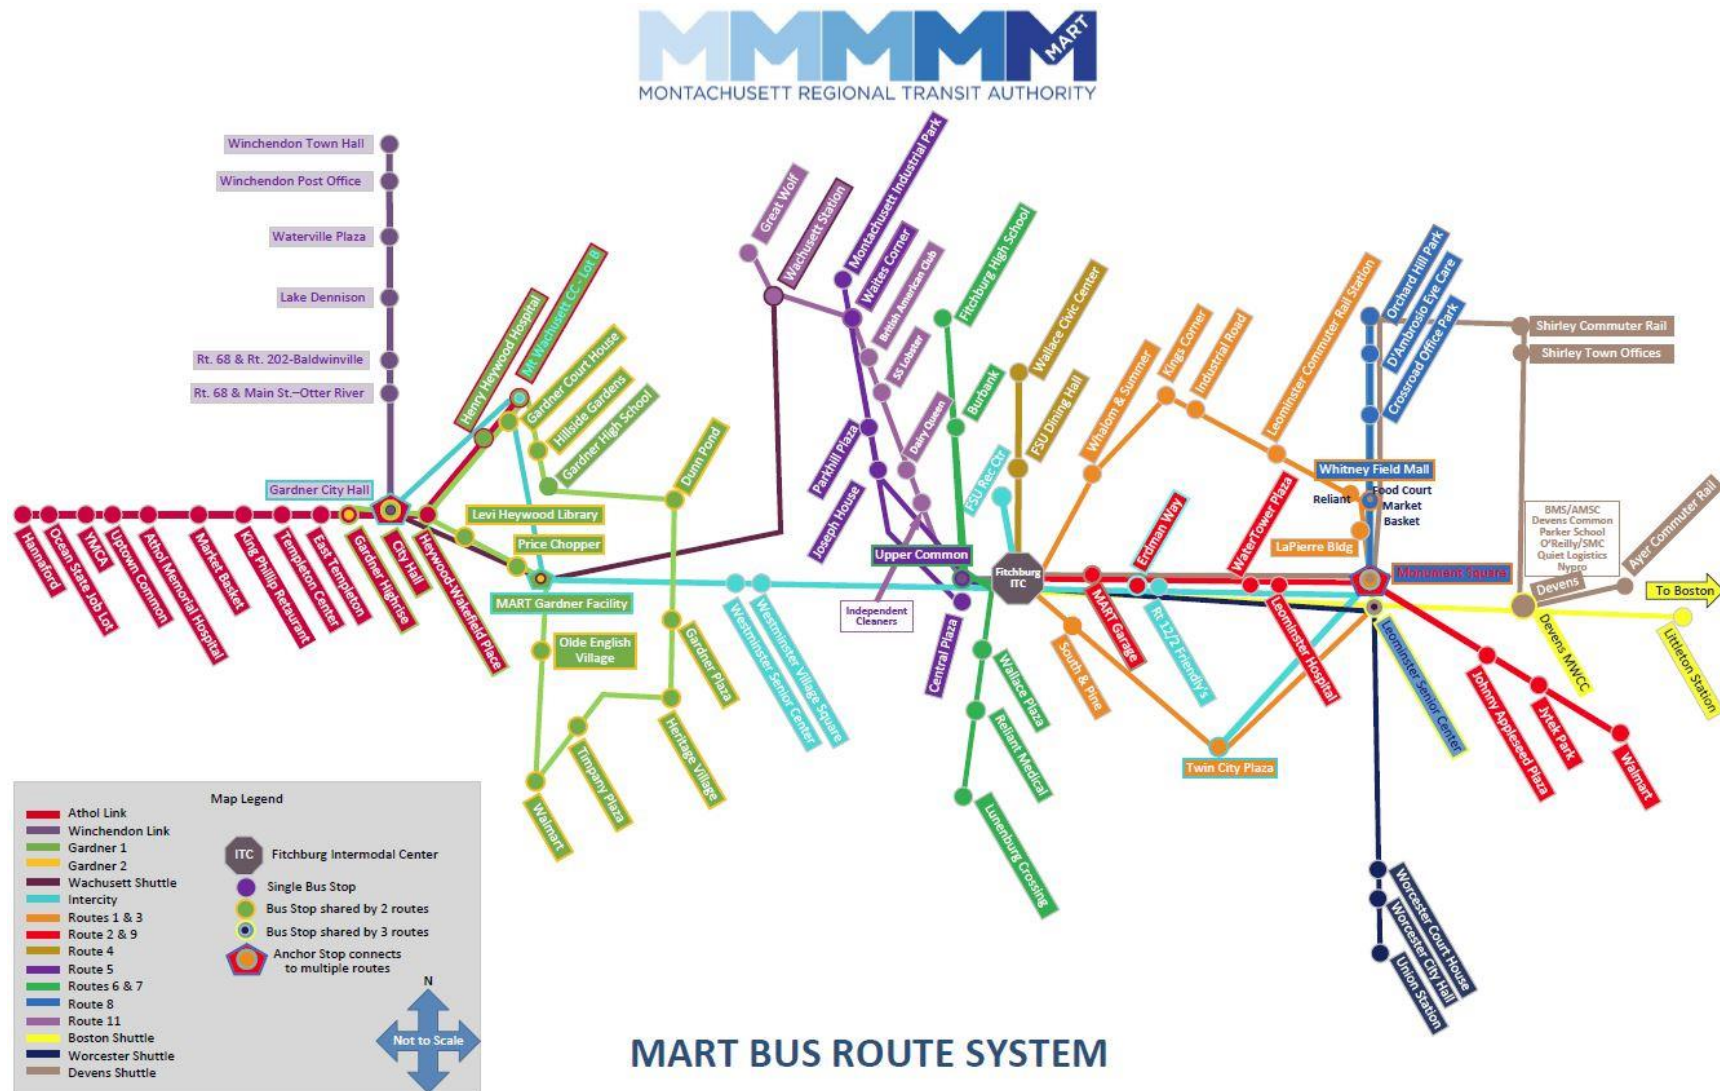 MART
MONTACHUSETT REGIONAL TRANSIT AUTHORITY
Winchendon Town Hall
Winchendon Post Office
Waterville Plaza
Lake Dennison
Rt. 68 & Rt. 202-Baldwinville
Rt. 68 & Main St.–Otter River
Gardner City Hall
Hannaford
Ocean State Job Lot
YMCA
Uptown Common
Athol Memorial Hospital
Market Basket
King Phillip Retaurant
Templeton Center
East Templeton
Gardner Highrise
City Hall
Heywood-Wakefield Place
Henry Heywood Hospital
Mt Wachusett CC - Lot B
Gardner Court House
Hillside Gardens
Gardner High School
Dunn Pond
Levi Heywood Library
Price Chopper
MART Gardner Facility
Olde English
Village
Walmart
Timpany Plaza
Heritage Village
Gardner Plaza
Westminster Senior Center
Westminster Village Square
Great Wolf
Wachusett Station
Montachusett Industrial Park
Waites Corner
British American Club
SS Lobster
Dairy Queen
Parkhill Plaza
Joseph House
Upper Common
Independent
Cleaners
Central Plaza
Fitchburg High School
Burbank
Wallace Plaza
Reliant Medical
Lunenburg Crossing
FSU Rec Ctr
Wallace Civic Center
FSU Dining Hall
Fitchburg
ITC
Whalom & Summer
Kings Corner
Industrial Road
Leominster Commuter Rail Station
South & Pine
MART Garage
Erdman Way
Rt 12/2 Friendly's
WaterTower Plaza
Leominster Hospital
Twin City Plaza
Orchard Hill Park
D'Ambrosio Eye Care
Crossroad Office Park
Whitney Field Mall
Reliant
Food Court
Market
Basket
LaPierre Bldg
Monument Square
Leominster Senior Center
Johnny Appleseed Plaza
Jytek Park
Walmart
Worcester Court House
Worcester City Hall
Union Station
Shirley Commuter Rail
Shirley Town Offices
BMS/AMSC
Devens Common
Parker School
O'Reilly/SMC
Quiet Logistics
Nypro
Devens
Ayer Commuter Rail
Devens MWCC
To Boston
Littleton Station
Map Legend
Athol Link
Winchendon Link
Gardner 1
Gardner 2
Wachusett Shuttle
Intercity
Routes 1 & 3
Route 2 & 9
Route 4
Route 5
Routes 6 & 7
Route 8
Route 11
Boston Shuttle
Worcester Shuttle
Devens Shuttle
ITC
Fitchburg Intermodal Center
Single Bus Stop
Bus Stop shared by 2 routes
Bus Stop shared by 3 routes
Anchor Stop connects
to multiple routes
N
Not to Scale
MART BUS ROUTE SYSTEM